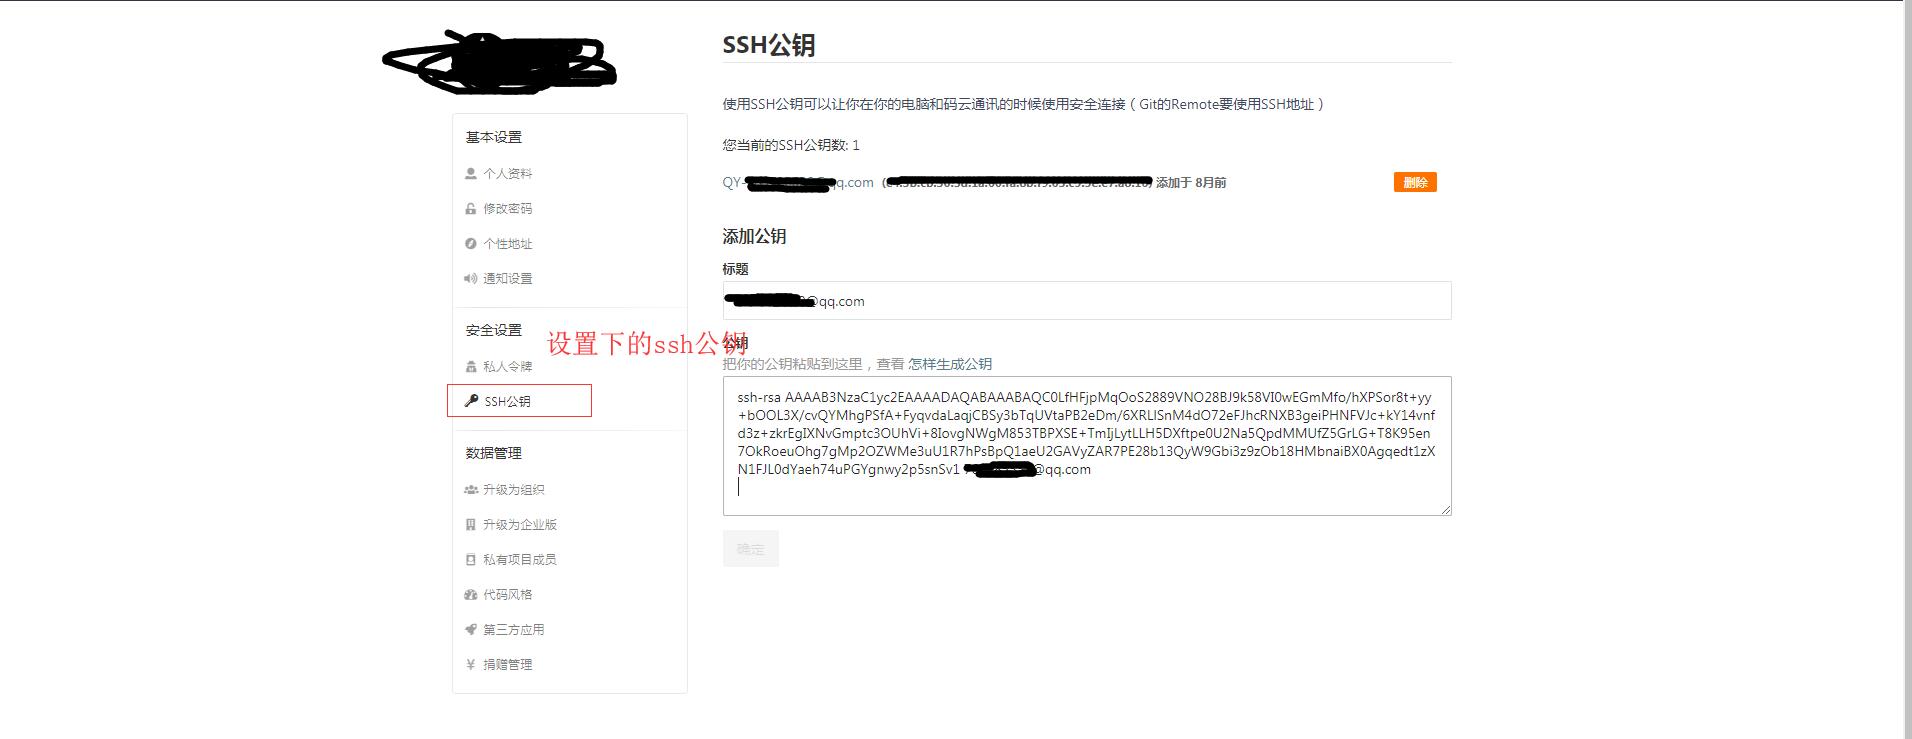 SSH公钥
使用SSH公钥可以让你在你的电脑和码云通讯的时候使用安全连接（Git的Remote要使用SSH地址）
您当前的SSH公钥数: 1
QY- qq.com 添加于 8月前
删除
添加公钥
标题
@qq.com
公钥
把你的公钥粘贴到这里，查看 怎样生成公钥
ssh-rsa AAAAB3NzaC1yc2EAAAADAQABAAABAQC0LfHFjpMqOoS2889VNO28BJ9k58VI0wEGmMfo/hXPSor8t+yy
+bOOL3X/cvQYMhgPSfA+FyqvdaLaqjCBSy3bTqUVtaPB2eDm/6XRLlSnM4dO72eFJhcRNXB3geiPHNFVJc+kY14vnf
d3z+zkrEgIXNvGmptc3OUhVi+8IovgNWgM853TBPXSE+TmIjLytLLH5DXftpe0U2Na5QpdMMUfZ5GrLG+T8K95en
7OkRoeuOhg7gMp2OZWMe3uU1R7hPsBpQ1aeU2GAVyZAR7PE28b13QyW9Gbi3z9zOb18HMbnaiBX0Agqedt1zX
N1FJL0dYaeh74uPGYgnwy2p5snSv1 @qq.com
确定
基本设置
个人资料
修改密码
个性地址
通知设置
安全设置
设置下的ssh公钥
私人令牌
SSH公钥
数据管理
升级为组织
升级为企业版
私有项目成员
代码风格
第三方应用
捐赠管理